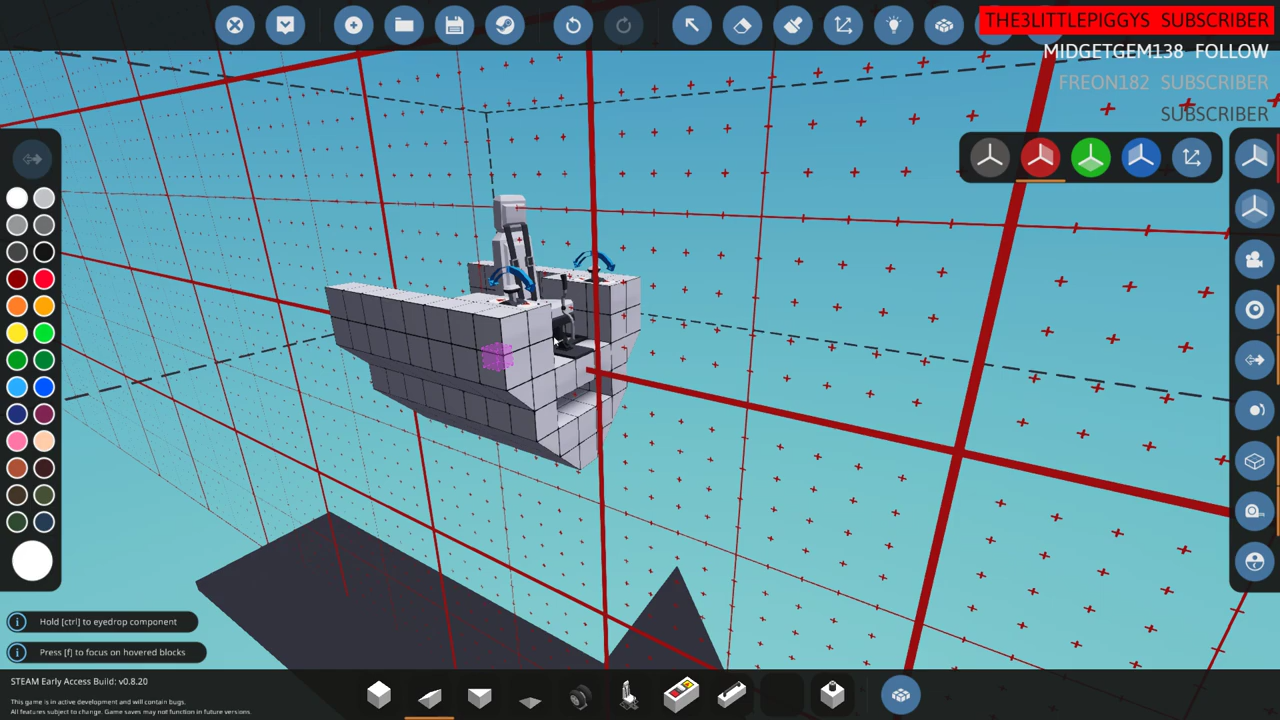 THE3LITTLEPIGGYS SUBSCRIBER
MIDGETGEM138 FOLLOW
FREON182 SUBSCRIBER
SUBSCRIBER
Hold [ctrl] to eyedrop component
Press [f] to focus on hovered blocks
STEAM Early Access Build: v0.8.20
This game is in active development and will contain bugs.
All features subject to change. Game saves may not function in future versions.